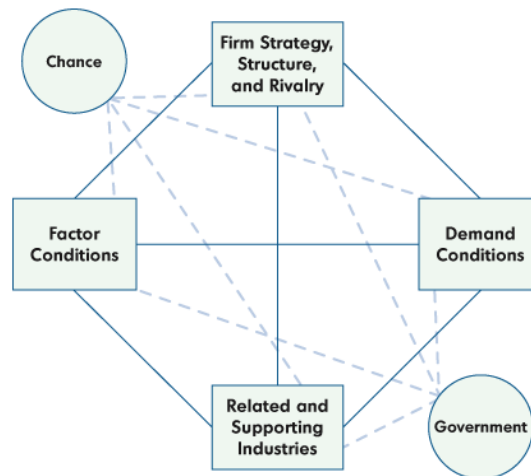 Chance
Firm Strategy,
Structure,
and Rivalry
Factor
Conditions
Demand
Conditions
Related and
Supporting
Industries
Government